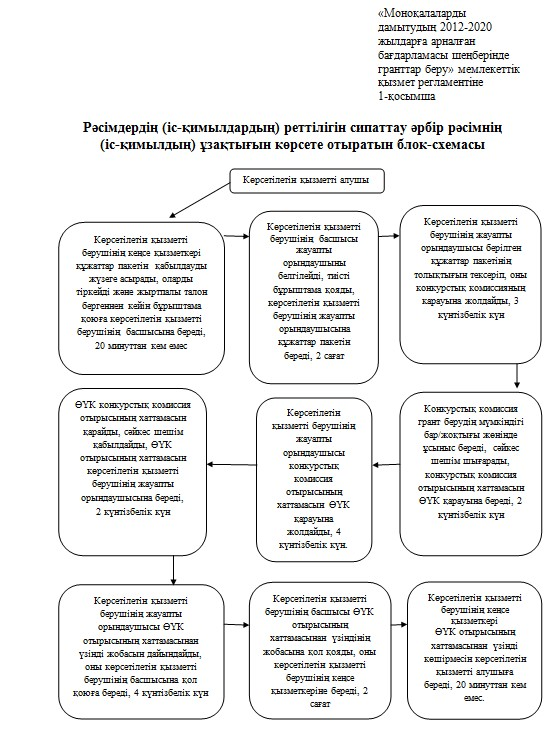 «Моноқалаларды
дамытудың 2012-2020
жылдарға арналған
бағдарламасы шеңберінде
гранттар беру» мемлекеттік
қызмет регламентіне
1-қосымша
Рәсімдердің (іс-қимылдардың) реттілігін сипаттау әрбір рәсімнің
(іс-қимылдың) ұзақтығын көрсете отыратын блок-схемасы
Көрсетілетін қызметті алушы
Көрсетілетін қызметті
берушінің кеңсе қызметкері
құжаттар пакетін қабылдауды
жүзеге асырады, оларды
тіркейді және жыртпалы талон
бергеннен кейін бұрыштама
қоюға көрсетілетін қызметті
берушінің басшысына береді,
20 минуттан кем емес
Көрсетілетін қызметті
берушінің басшысы
жауапты
орындаушыны
белгілейді, тиісті
бұрыштама қояды,
көрсетілетін қызметті
берушінің жауапты
орындаушысына
құжаттар пакетін
береді, 2 сағат
Көрсетілетін қызметті
берушінің жауапты
орындаушысы берілген
құжаттар пакетінің
толықтығын тексеріп, оны
конкурстық комиссияның
қарауына жолдайды, 3
күнтізбелік күн
ӨҮК конкурстық комиссия
отырысының хаттамасын
қарайды, сәйкес шешім
қабылдайды, ӨҮК
отырысының хаттамасын
көрсетілетін қызметті
берушінің жауапты
орындаушысына береді,
2 күнтізбелік күн
Көрсетілетін
қызметті берушінің
жауапты
орындаушысы
конкурстық
комиссия
отырысының
хаттамасын ӨҮК
қарауына
жолдайды, 4
күнтізбелік күн.
Конкурстық комиссия
грант берудің мүмкіндігі
бар/жоқтығы жөнінде
ұсыныс береді, сәйкес
шешім шығарады,
конкурстық комиссия
отырысының хаттамасын
ӨҮК қарауына береді, 2
күнтізбелік күн
Көрсетілетін қызметті
берушінің жауапты
орындаушысы ӨҮК
отырысының хаттамасынан
үзінді жобасын дайындайды,
оны көрсетілетін қызметті
берушінің басшысына қол
қоюға береді, 4 күнтізбелік күн
Көрсетілетін қызметті
берушінің басшысы ӨҮК
отырысының
хаттамасынан үзіндінің
жобасына қол қояды, оны
көрсетілетін қызметті
берушінің кеңсе
қызметкеріне береді, 2
сағат
Көрсетілетін қызметті
берушінің кеңсе
қызметкері
ӨҮК отырысының
хаттамасынан үзінді
көшірмесін көрсетілетін
қызметті алушыға
береді, 20 минуттан кем
емес.